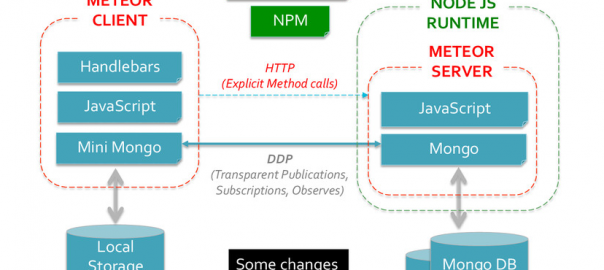 METEOR
CLIENT
Handlebars
JavaScript
Mini Mongo
Local
Storage
NPM
HTTP
(Explicit Method calls)
DDP
(Transparent Publications,
Subscriptions, Observes)
Some changes
NODE JS
RUNTIME
METEOR
SERVER
JavaScript
Mongo
Mongo DB